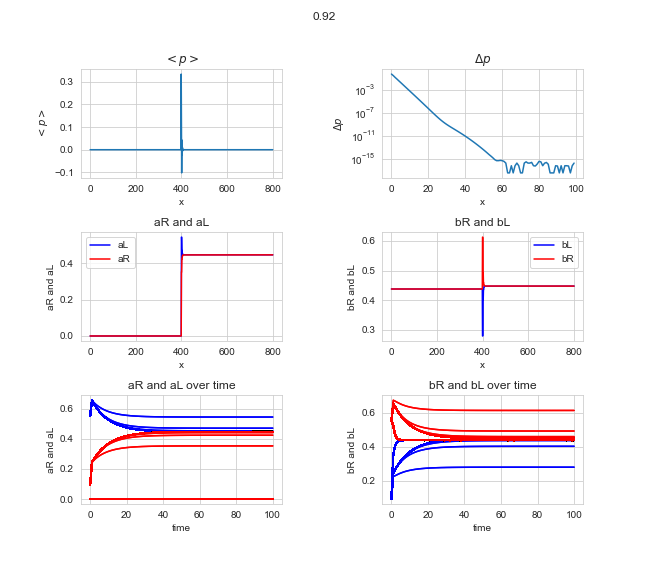 0.92
< p >
Δp
0.3
0.2
0.1
0.0
−0.1
< p >
0 200 400 600 800
x
10⁻³
10⁻⁷
10⁻¹¹
10⁻¹⁵
Δp
0 20 40 60 80 100
x
aR and aL
bR and bL
aL
aR
0.4
0.2
0.0
aR and aL
0 200 400 600 800
x
bL
bR
0.6
0.5
0.4
0.3
bR and bL
0 200 400 600 800
x
aR and aL over time
bR and bL over time
0.6
0.4
0.2
0.0
aR and aL
0 20 40 60 80 100
time
0.6
0.4
0.2
bR and bL
0 20 40 60 80 100
time